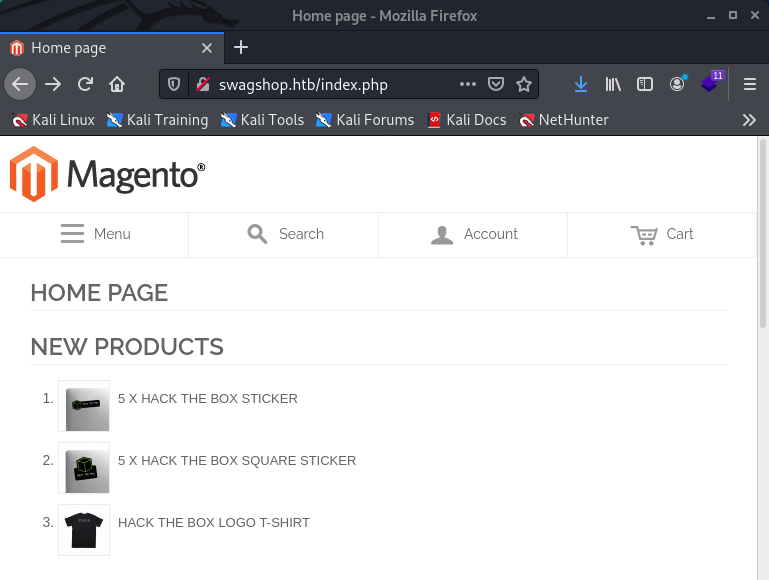 Home page - Mozilla Firefox
Home page
swagshop.htb/index.php
11
Kali Linux Kali Training Kali Tools Kali Forums Kali Docs NetHunter
Magento®
Menu Search Account Cart
HOME PAGE
NEW PRODUCTS
1. 5 X HACK THE BOX STICKER
2. 5 X HACK THE BOX SQUARE STICKER
3. HACK THE BOX LOGO T-SHIRT